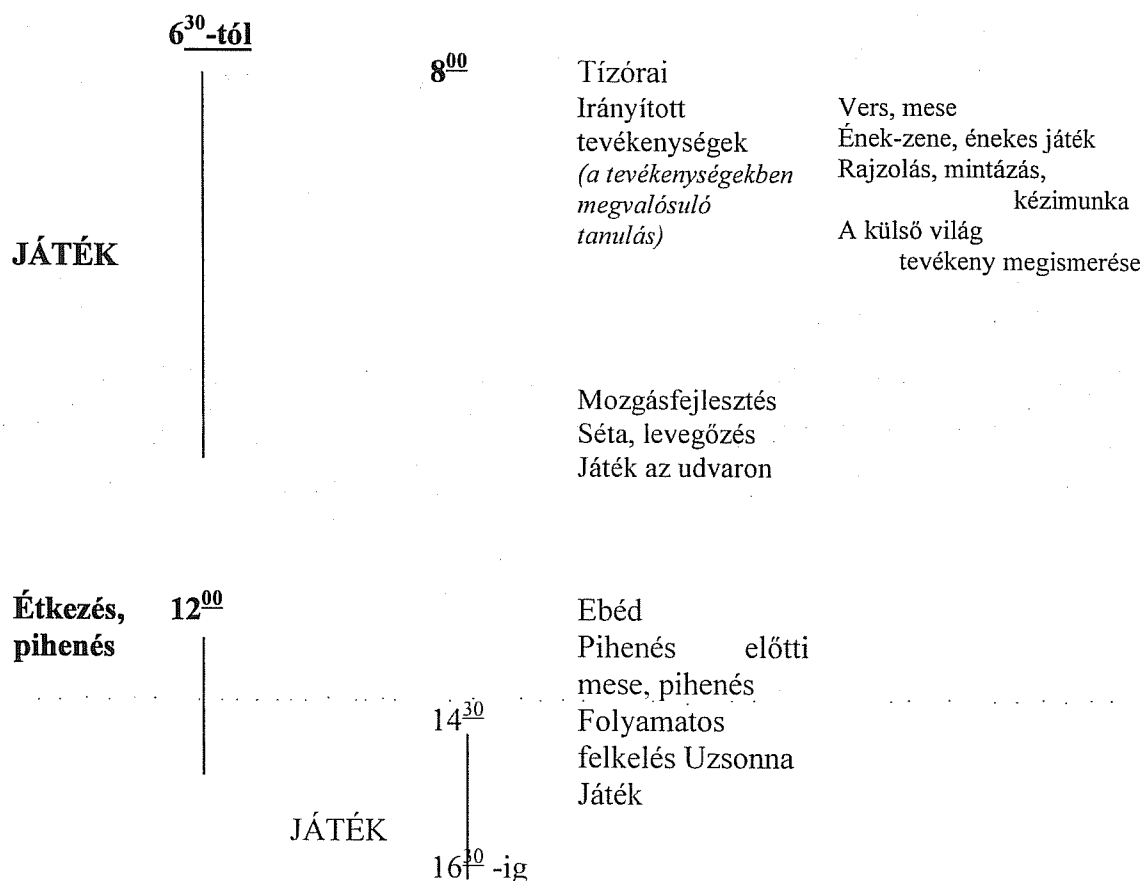 6³⁰-tól
8⁰⁰ Tízórai
Irányított Vers, mese
tevékenységek Ének-zene, énekes játék
(a tevékenységekben Rajzolás, mintázás,
megvalósuló kézimunka
tanulás) A külső világ
JÁTÉK tevékeny megismerése
Mozgásfejlesztés
Séta, levegőzés
Játék az udvaron
Étkezés, 12⁰⁰ Ebéd
pihenés Pihenés előtti
mese, pihenés
14³⁰ Folyamatos
felkelés Uzsonna
Játék
JÁTÉK
16³⁰ -ig